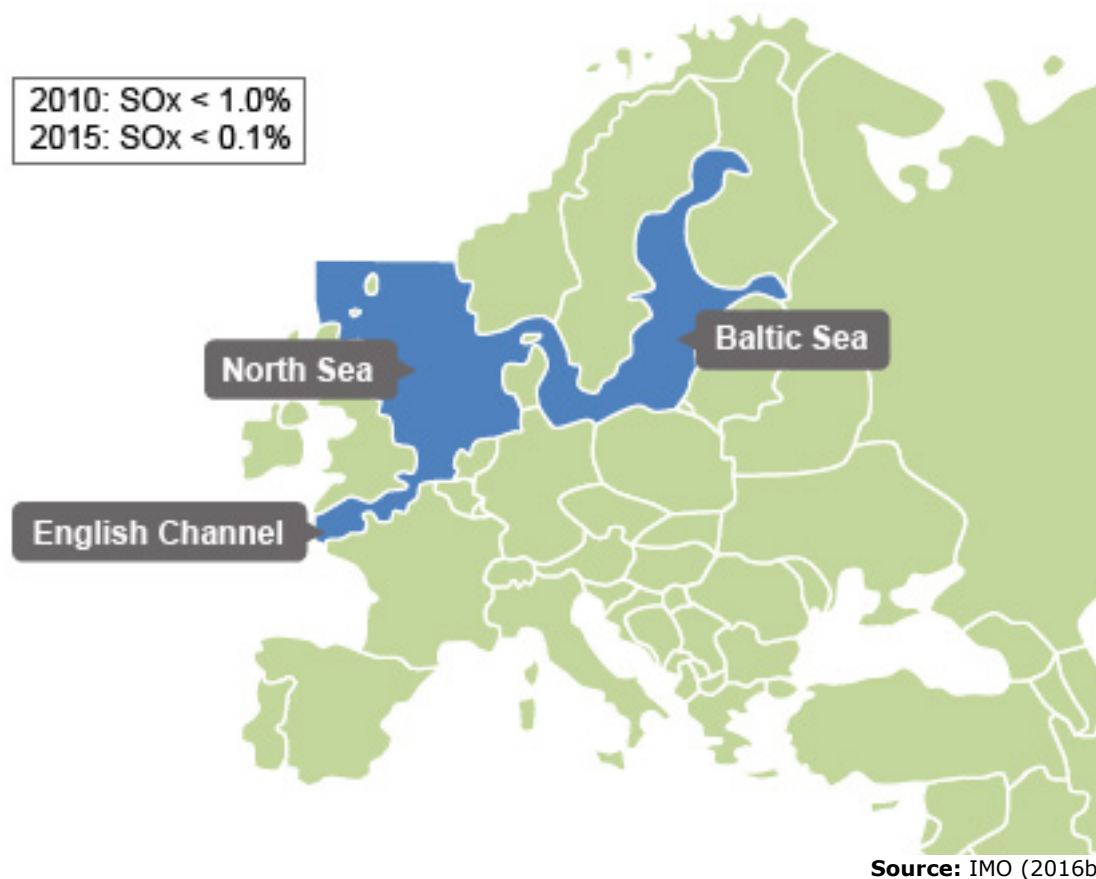 2010: SOx < 1.0%
2015: SOx < 0.1%
Baltic Sea
North Sea
English Channel
Source: IMO (2016b